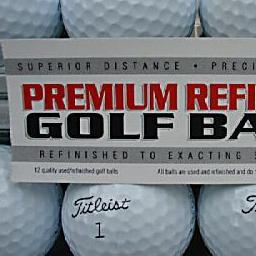 SUPERIOR DISTANCE • PRECI
PREMIUM REFI
GOLF BA
REFINISHED TO EXACTING S
12 quality used/refinished golf balls
All balls are used and refinished and do
Titleist
1